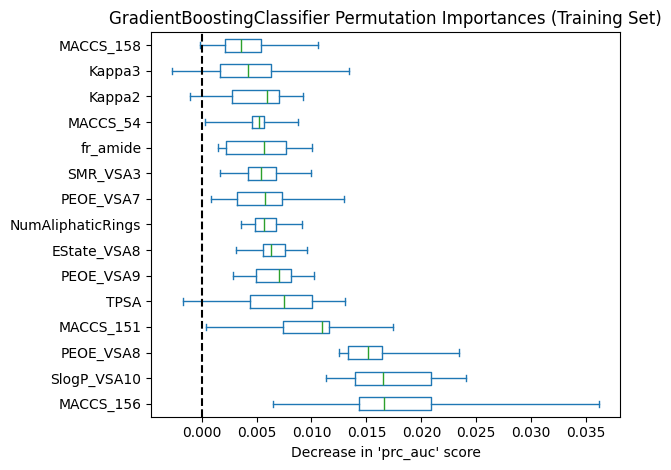 GradientBoostingClassifier Permutation Importances (Training Set)
MACCS_158
Kappa3
Kappa2
MACCS_54
fr_amide
SMR_VSA3
PEOE_VSA7
NumAliphaticRings
EState_VSA8
PEOE_VSA9
TPSA
MACCS_151
PEOE_VSA8
SlogP_VSA10
MACCS_156
0.000 0.005 0.010 0.015 0.020 0.025 0.030 0.035
Decrease in 'prc_auc' score